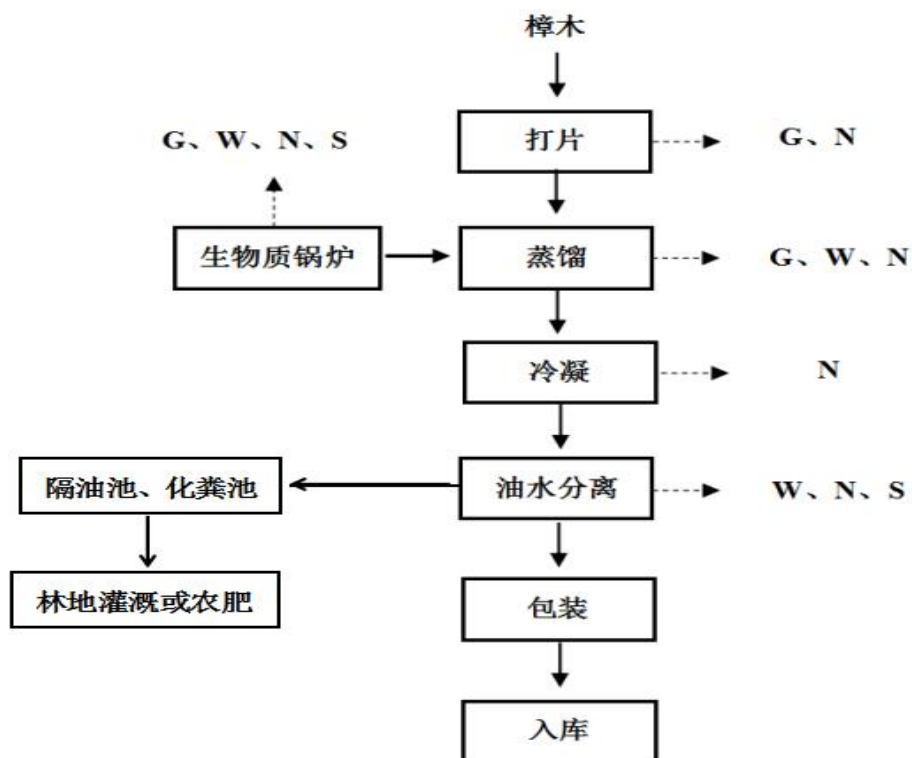 樟木
打片
G、N
G、W、N、S
生物质锅炉
蒸馏
G、W、N
冷凝
N
隔油池、化粪池
油水分离
W、N、S
林地灌溉或农肥
包装
入库